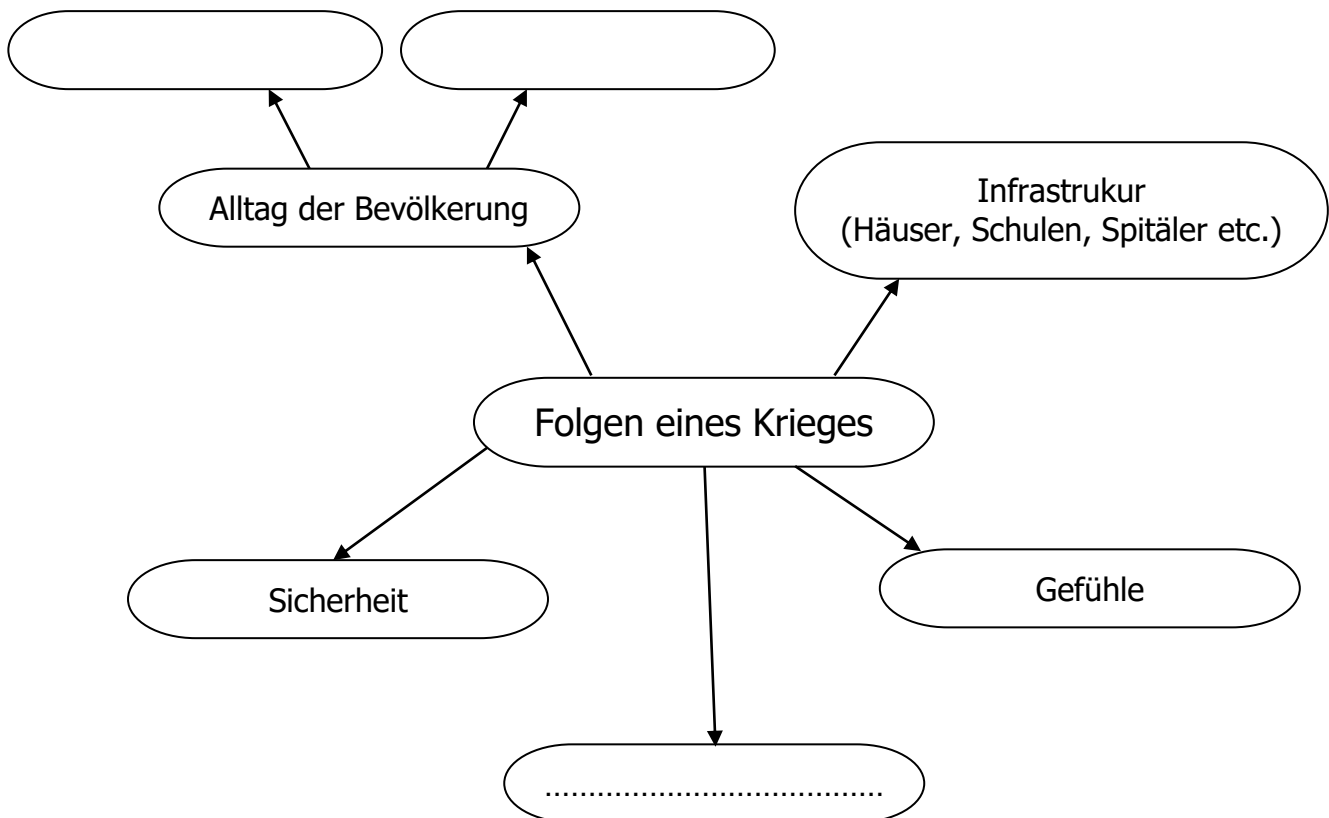 Alltag der Bevölkerung
Infrastrukur
(Häuser, Schulen, Spitäler etc.)
Folgen eines Krieges
Sicherheit
Gefühle
.......................................